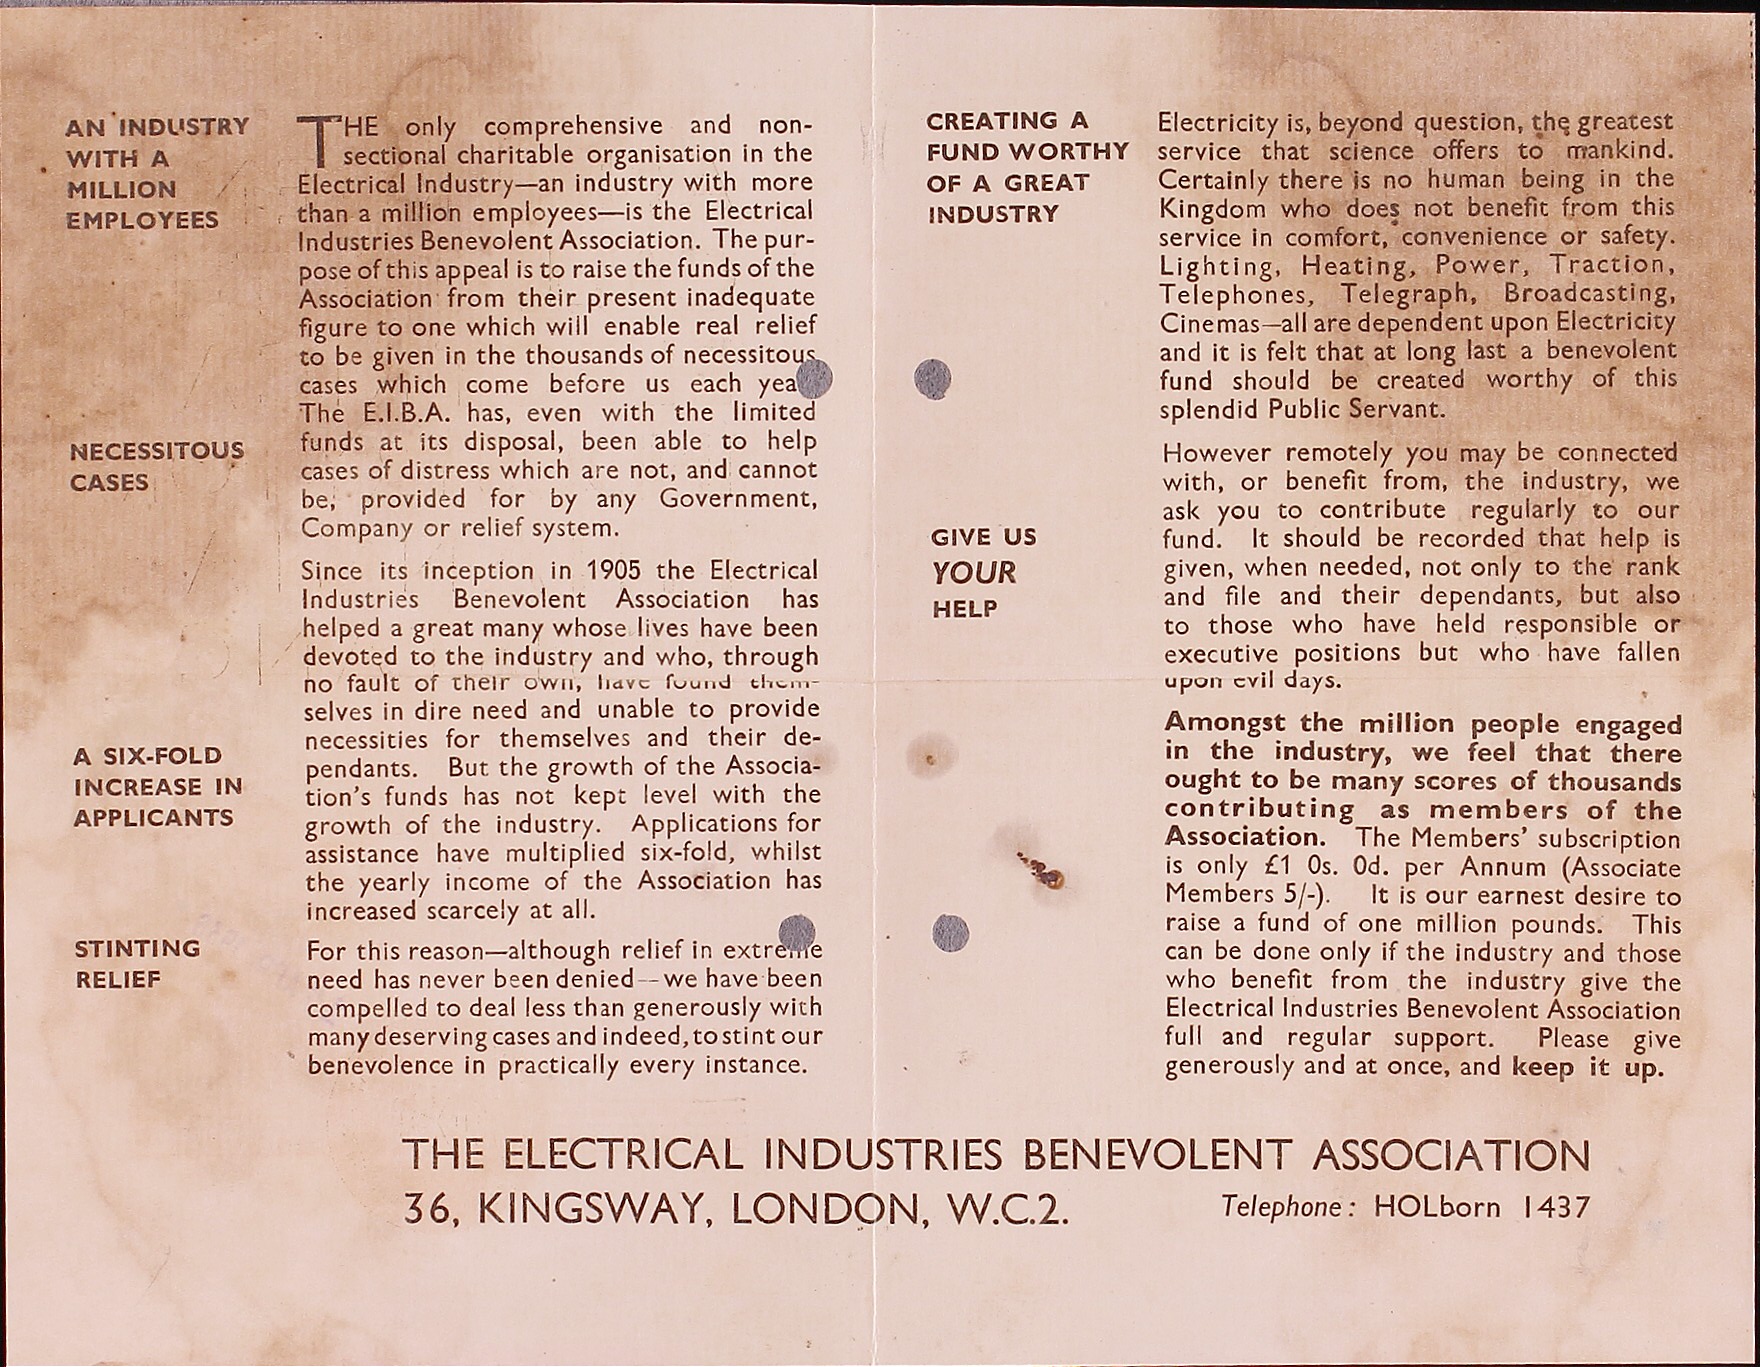 AN INDUSTRY
WITH A
MILLION
EMPLOYEES
THE only comprehensive and non-
sectional charitable organisation in the
Electrical Industry—an industry with more
than a million employees—is the Electrical
Industries Benevolent Association. The pur-
pose of this appeal is to raise the funds of the
Association from their present inadequate
figure to one which will enable real relief
to be given in the thousands of necessitous
cases which come before us each yea
The E.I.B.A. has, even with the limited
funds at its disposal, been able to help
cases of distress which are not, and cannot
be, provided for by any Government,
Company or relief system.
NECESSITOUS
CASES
Since its inception in 1905 the Electrical
Industries Benevolent Association has
helped a great many whose lives have been
devoted to the industry and who, through
no fault of their own, have found them-
selves in dire need and unable to provide
necessities for themselves and their de-
pendants. But the growth of the Associa-
tion's funds has not kept level with the
growth of the industry. Applications for
assistance have multiplied six-fold, whilst
the yearly income of the Association has
increased scarcely at all.
A SIX-FOLD
INCREASE IN
APPLICANTS
STINTING
RELIEF
For this reason—although relief in extreme
need has never been denied—we have been
compelled to deal less than generously with
many deserving cases and indeed, to stint our
benevolence in practically every instance.
CREATING A
FUND WORTHY
OF A GREAT
INDUSTRY
Electricity is, beyond question, the greatest
service that science offers to mankind.
Certainly there is no human being in the
Kingdom who does not benefit from this
service in comfort, convenience or safety.
Lighting, Heating, Power, Traction,
Telephones, Telegraph, Broadcasting,
Cinemas—all are dependent upon Electricity
and it is felt that at long last a benevolent
fund should be created worthy of this
splendid Public Servant.
GIVE US
YOUR
HELP
However remotely you may be connected
with, or benefit from, the industry, we
ask you to contribute regularly to our
fund. It should be recorded that help is
given, when needed, not only to the rank
and file and their dependants, but also
to those who have held responsible or
executive positions but who have fallen
upon evil days.
Amongst the million people engaged
in the industry, we feel that there
ought to be many scores of thousands
contributing as members of the
Association. The Members' subscription
is only £1 0s. 0d. per Annum (Associate
Members 5/-). It is our earnest desire to
raise a fund of one million pounds. This
can be done only if the industry and those
who benefit from the industry give the
Electrical Industries Benevolent Association
full and regular support. Please give
generously and at once, and keep it up.
THE ELECTRICAL INDUSTRIES BENEVOLENT ASSOCIATION
36, KINGSWAY, LONDON, W.C.2. Telephone: HOLborn 1437